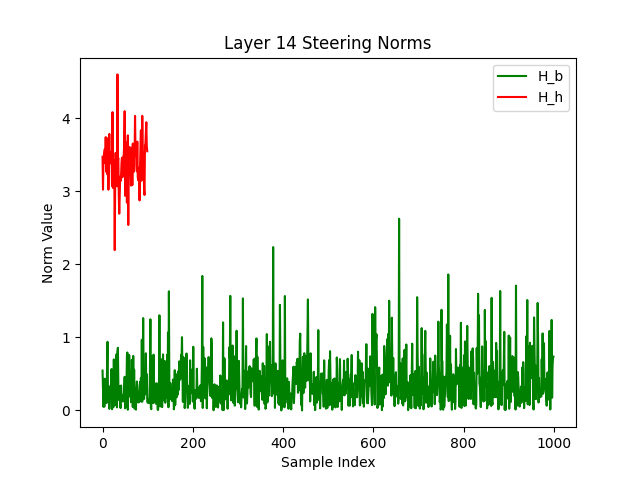 Layer 14 Steering Norms
H_b
H_h
Norm Value
4
3
2
1
0
0 200 400 600 800 1000
Sample Index